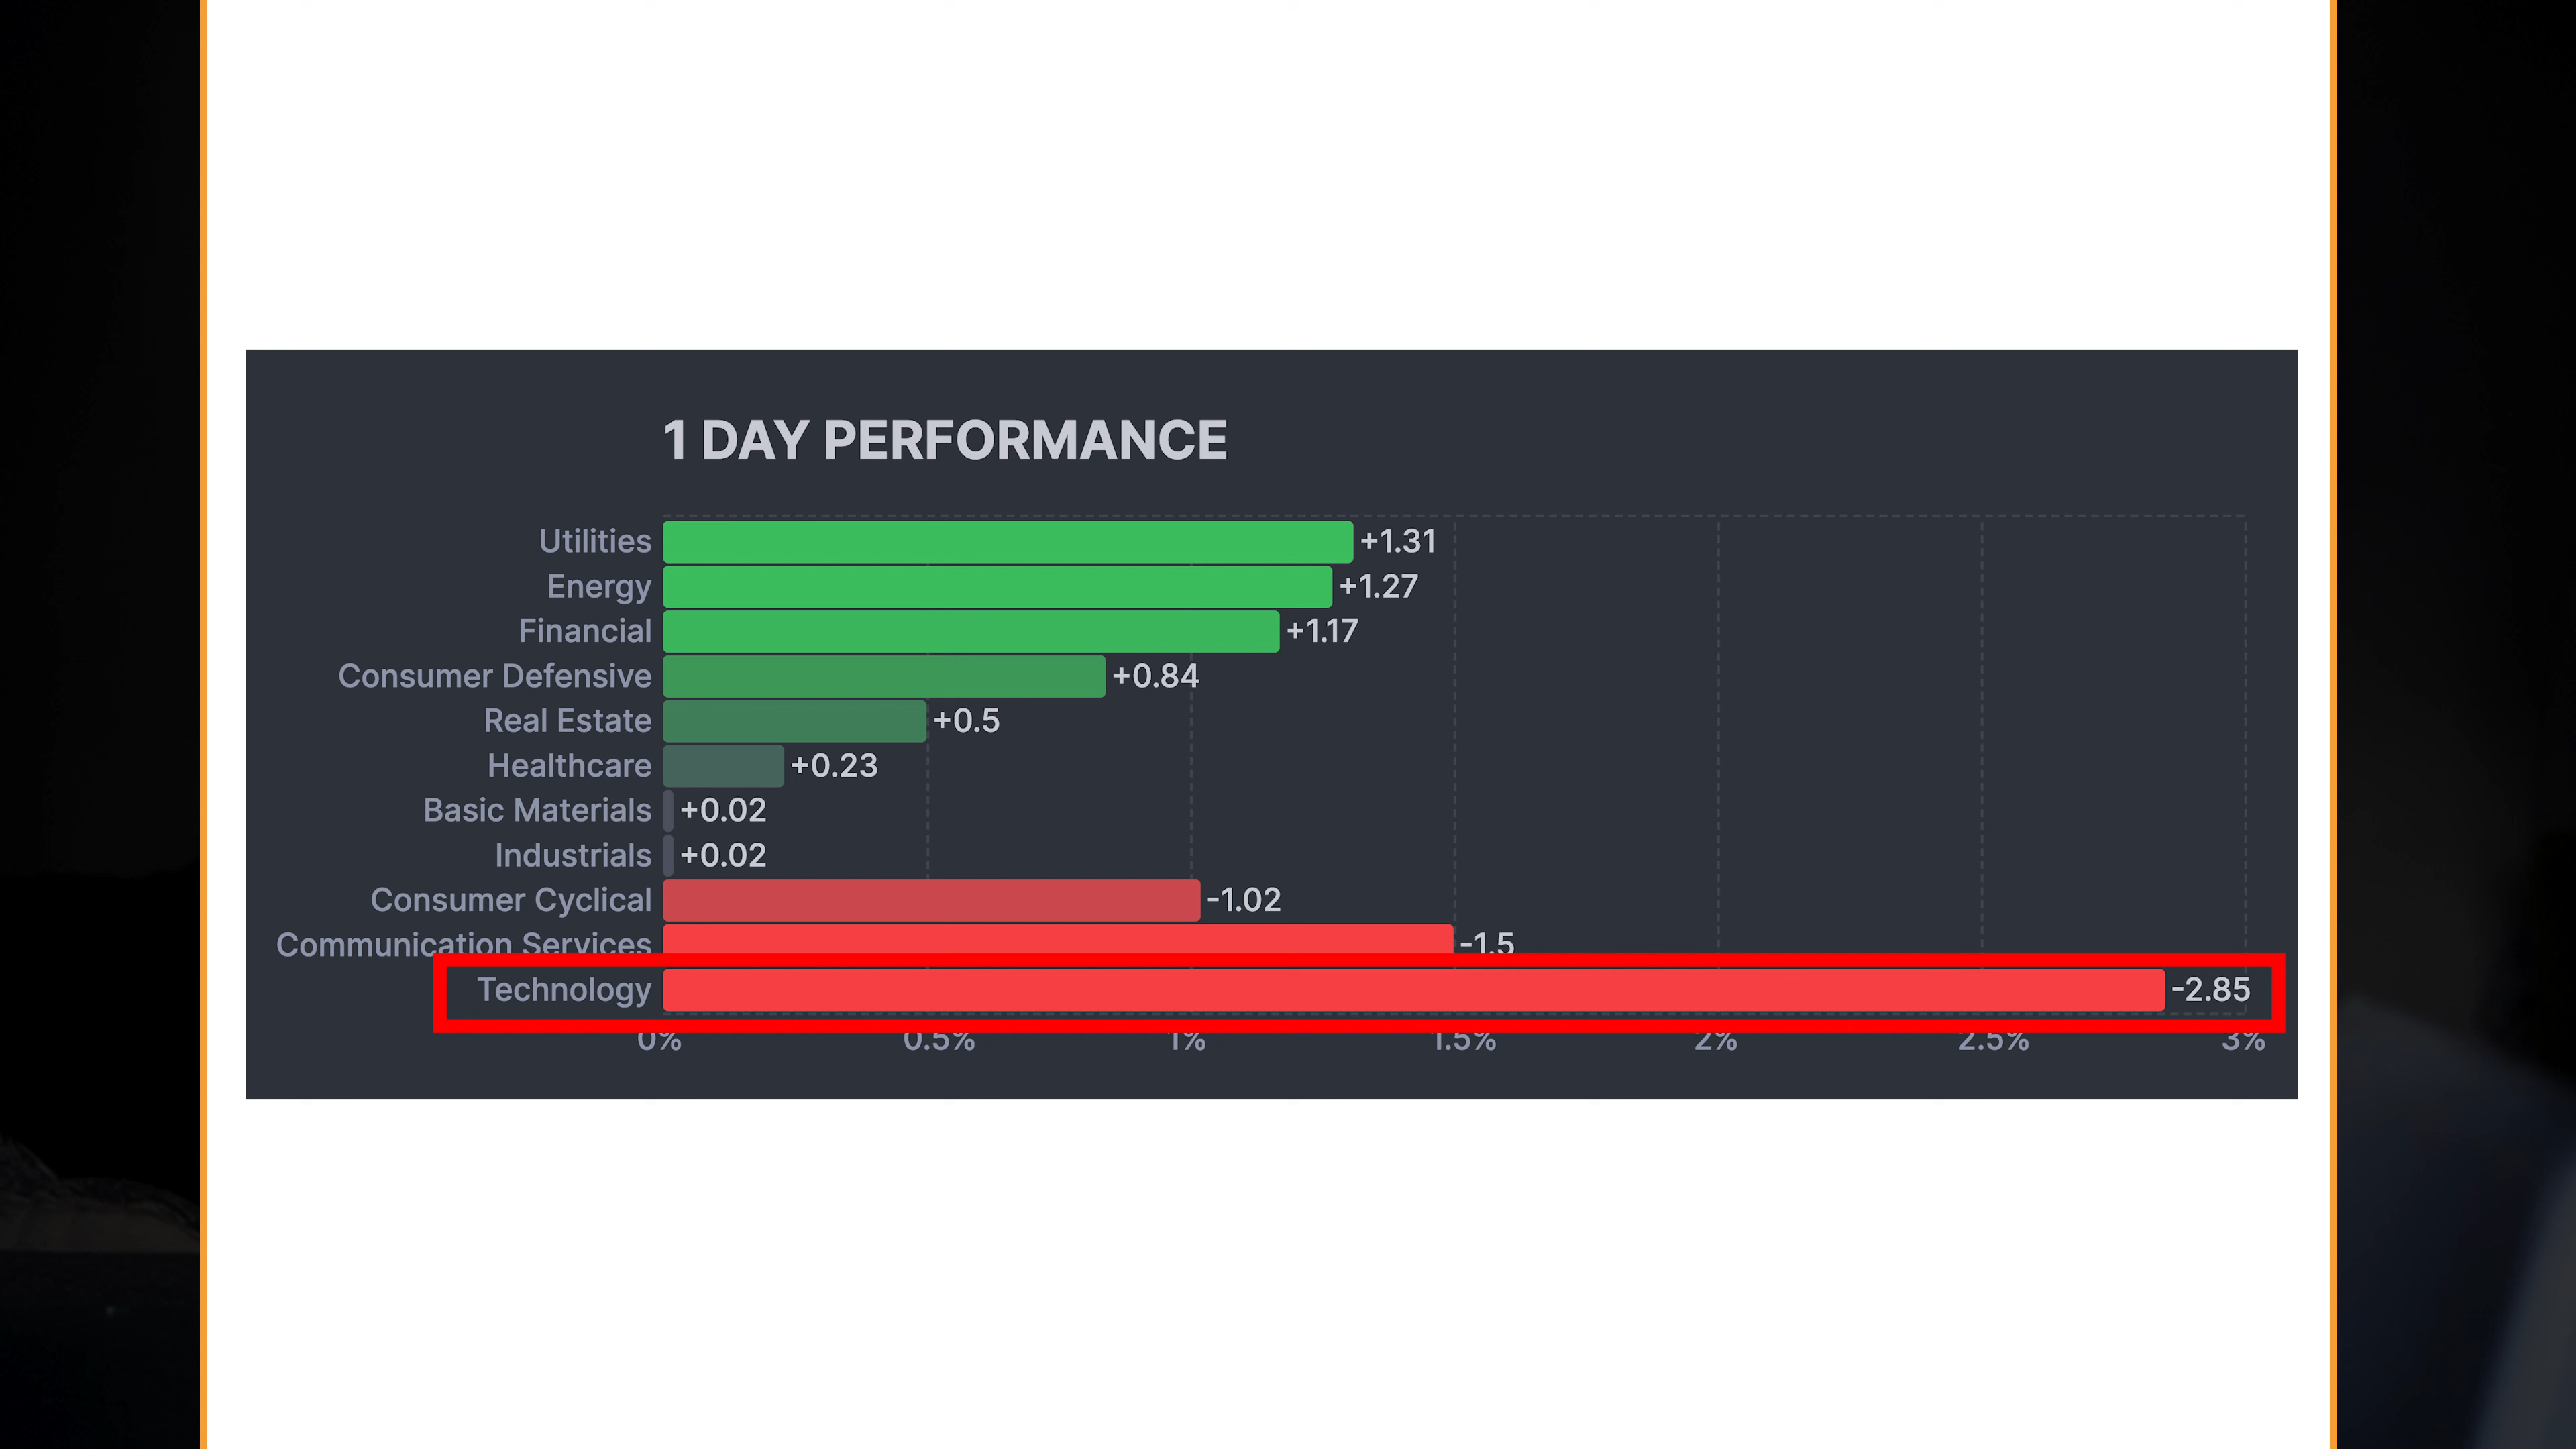 1 DAY PERFORMANCE
Utilities +1.31
Energy +1.27
Financial +1.17
Consumer Defensive +0.84
Real Estate +0.5
Healthcare +0.23
Basic Materials +0.02
Industrials +0.02
Consumer Cyclical -1.02
Communication Services -1.5
Technology -2.85
0% 0.5% 1% 1.5% 2% 2.5% 3%